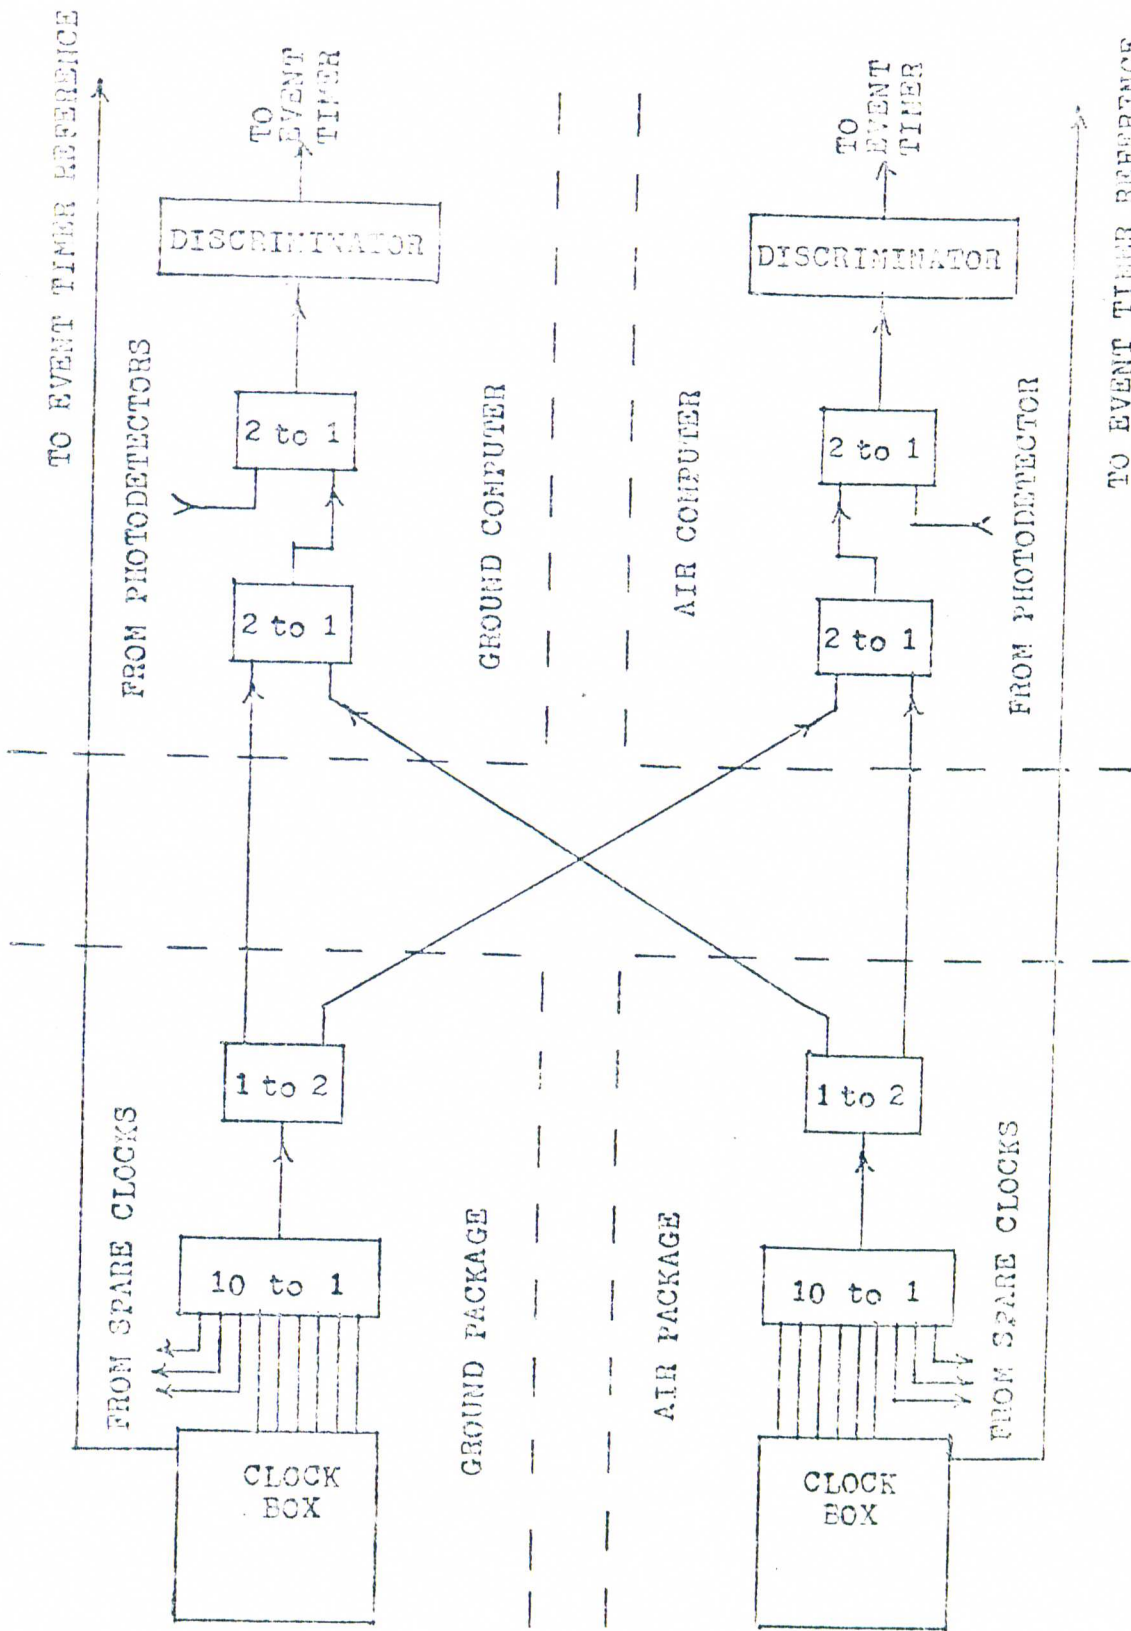 TO EVENT TIMER REFERENCE
TO
EVENT
TIMER
DISCRIMINATOR
FROM PHOTODETECTORS
2 to 1
2 to 1
GROUND COMPUTER
1 to 2
FROM SPARE CLOCKS
10 to 1
GROUND PACKAGE
CLOCK
BOX
TO
EVENT
TIMER
DISCRIMINATOR
2 to 1
AIR COMPUTER
2 to 1
FROM PHOTODETECTOR
TO EVENT TIMER REFERENCE
1 to 2
AIR PACKAGE
10 to 1
FROM SPARE CLOCKS
CLOCK
BOX